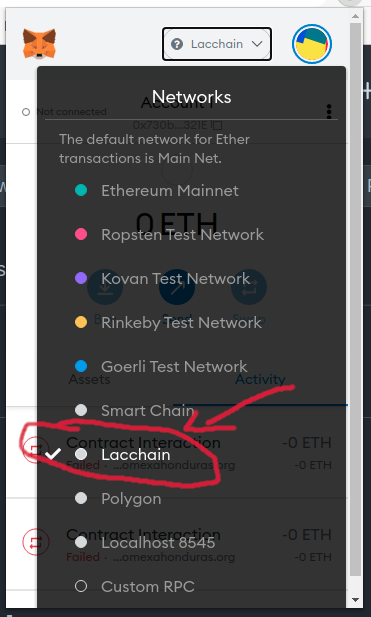 Lacchain
Networks
Not connected
Account 1
0x730b...321E
The default network for Ether
transactions is Main Net.
Ethereum Mainnet
0 ETH
Ropsten Test Network
Kovan Test Network
Rinkeby Test Network
Goerli Test Network
Assets
Activity
Smart Chain
Contract Interaction
-0 ETH
Lacchain
Failed - ...omexahonduras.org
-0 ETH
Polygon
Contract Interaction
-0 ETH
Localhost 8545
Failed - ...omexahonduras.org
-0 ETH
Custom RPC